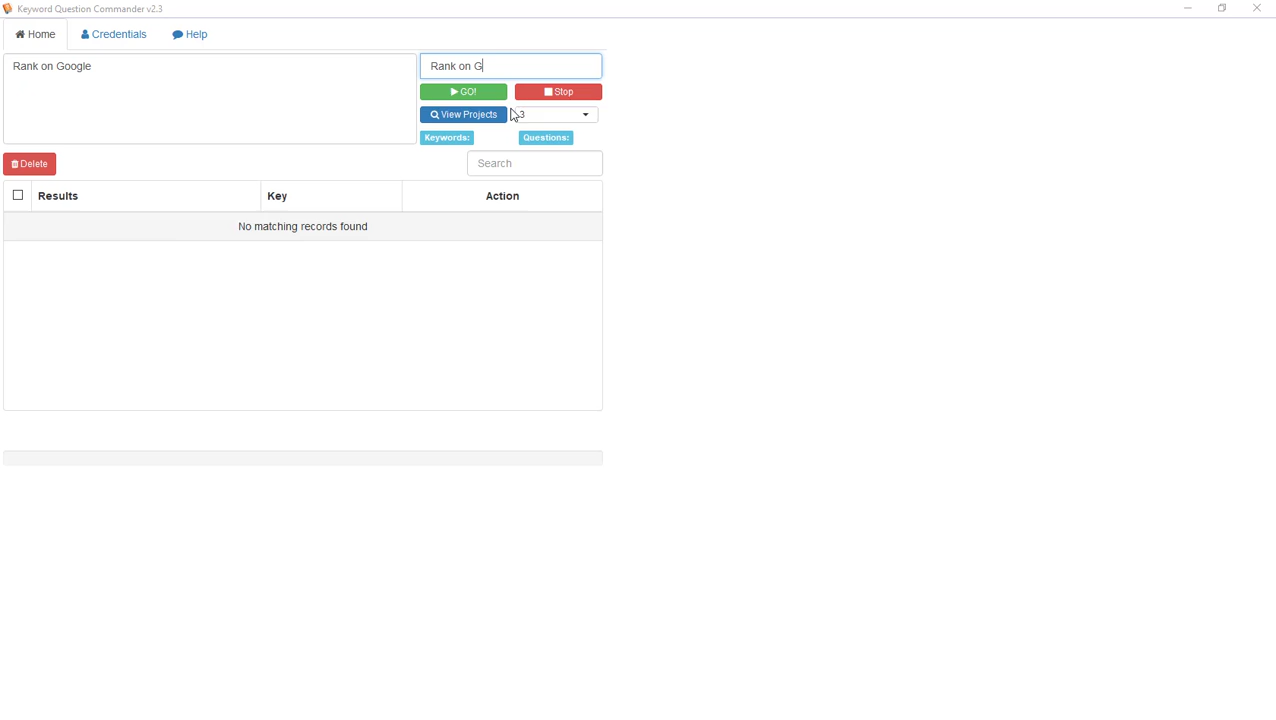 Keyword Question Commander v2.3
Home Credentials Help
Rank on Google
Rank on G
GO! Stop
View Projects 3
Keywords: Questions:
Delete Search
Results Key Action
No matching records found